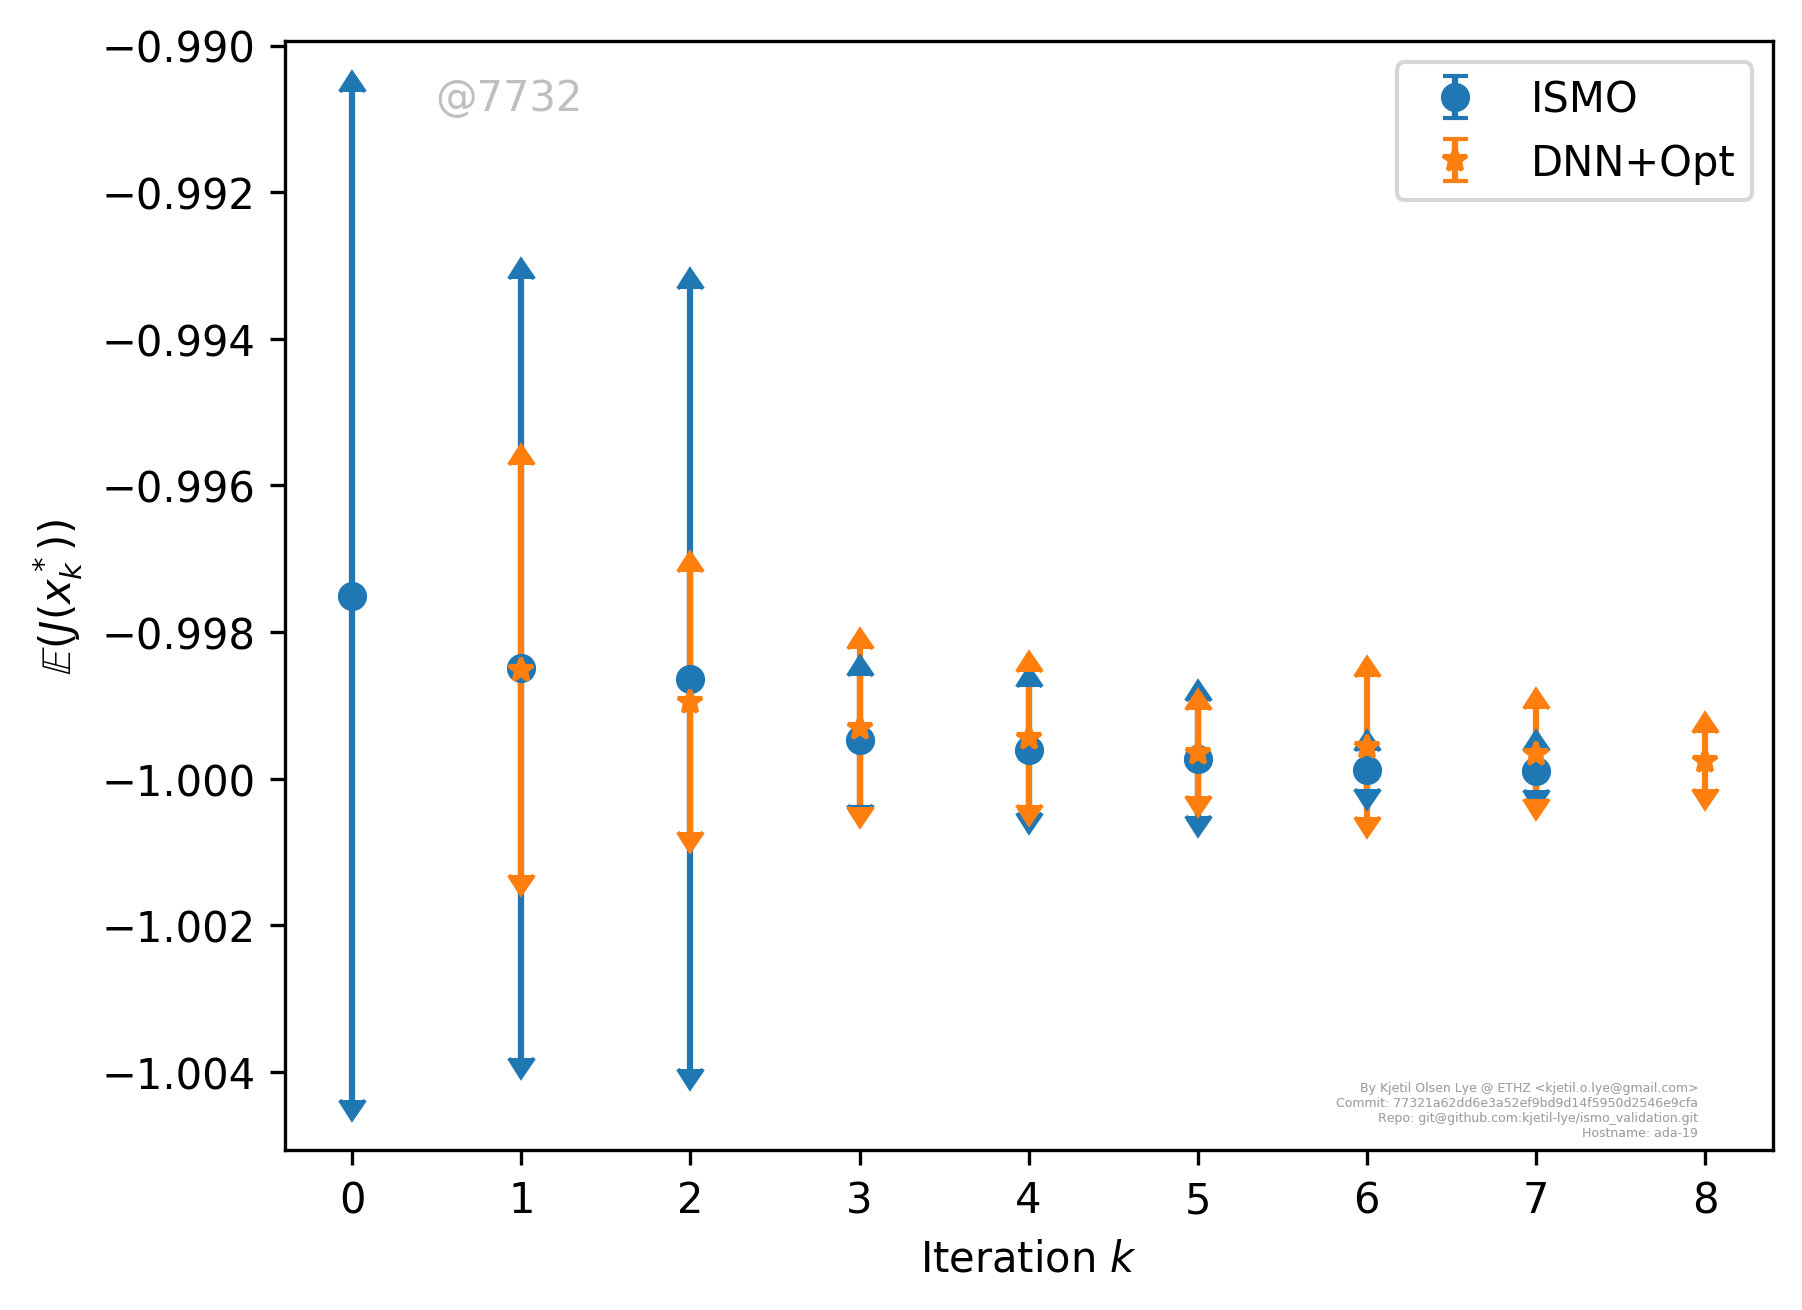 @7732
ISMO
DNN+Opt
−0.990
−0.992
−0.994
−0.996
−0.998
−1.000
−1.002
−1.004
𝔼(J(x*k))
0 1 2 3 4 5 6 7 8
Iteration k
By Kjetil Olsen Lye @ ETHZ <kjetil.o.lye@gmail.com>
Commit: 77321a62dd6e3a52ef9bd9d14f5950d2546e9cfa
Repo: git@github.com:kjetil-lye/ismo_validation.git
Hostname: ada-19